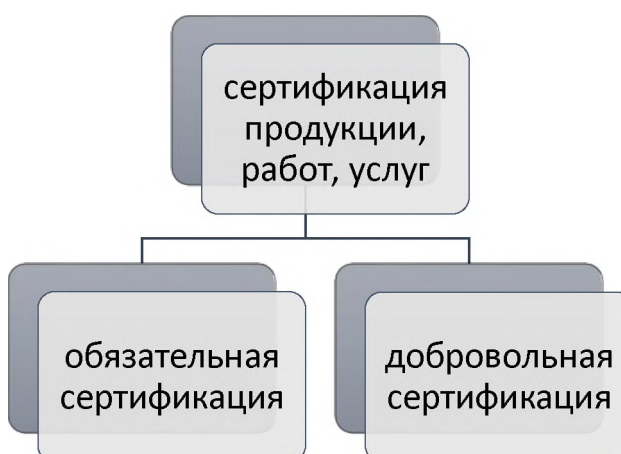 сертификация
продукции,
работ, услуг
обязательная
сертификация
добровольная
сертификация